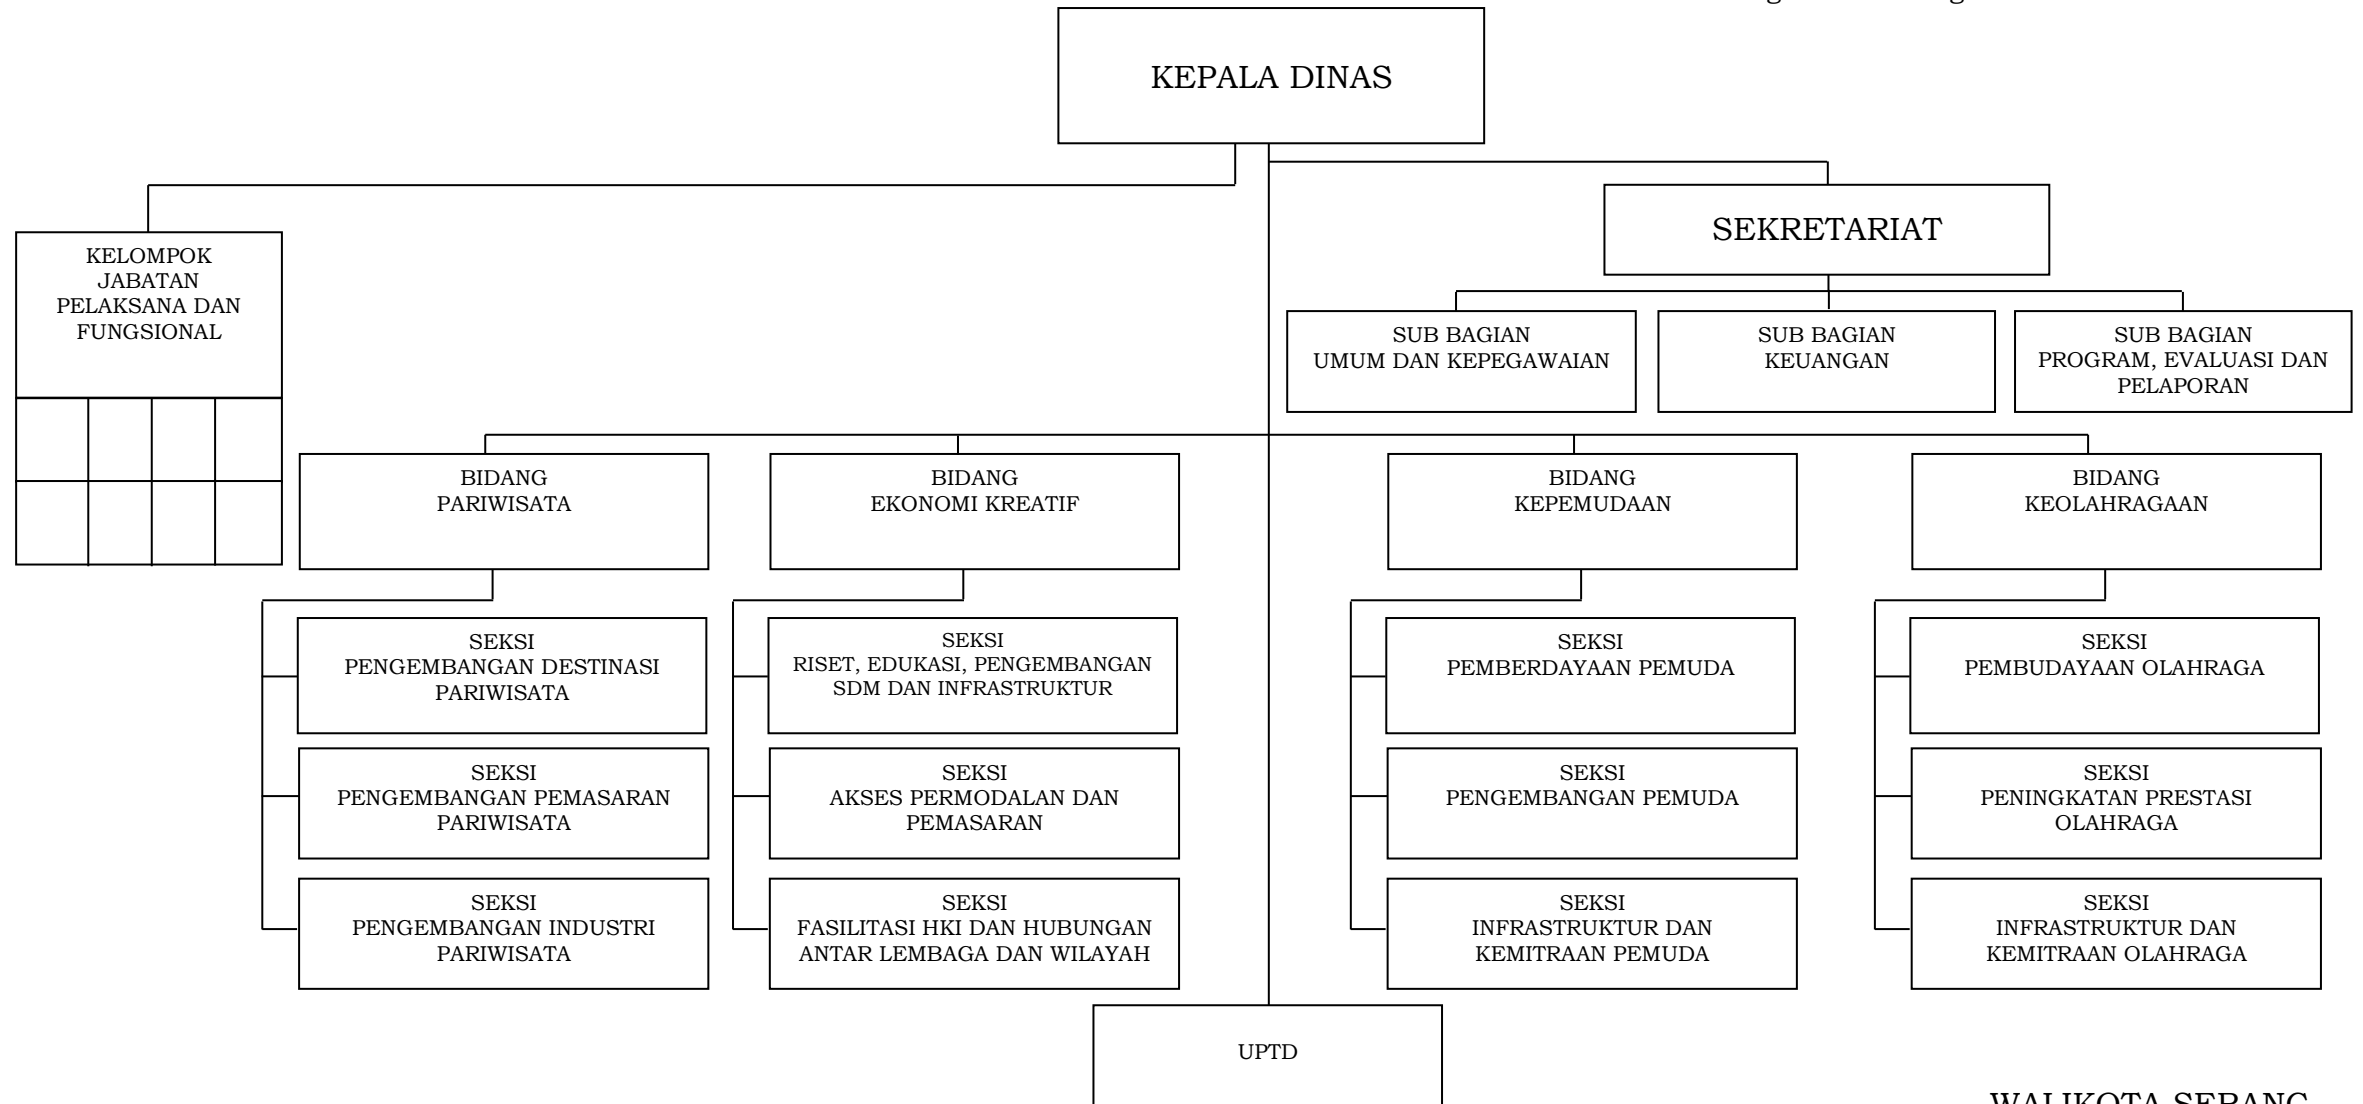 KEPALA DINAS
SEKRETARIAT
KELOMPOK
JABATAN
PELAKSANA DAN
FUNGSIONAL
SUB BAGIAN
UMUM DAN KEPEGAWAIAN
SUB BAGIAN
KEUANGAN
SUB BAGIAN
PROGRAM, EVALUASI DAN
PELAPORAN
BIDANG
PARIWISATA
BIDANG
EKONOMI KREATIF
BIDANG
KEPEMUDAAN
BIDANG
KEOLAHRAGAAN
SEKSI
PENGEMBANGAN DESTINASI
PARIWISATA
SEKSI
RISET, EDUKASI, PENGEMBANGAN
SDM DAN INFRASTRUKTUR
SEKSI
PEMBERDAYAAN PEMUDA
SEKSI
PEMBUDAYAAN OLAHRAGA
SEKSI
PENGEMBANGAN PEMASARAN
PARIWISATA
SEKSI
AKSES PERMODALAN DAN
PEMASARAN
SEKSI
PENGEMBANGAN PEMUDA
SEKSI
PENINGKATAN PRESTASI
OLAHRAGA
SEKSI
PENGEMBANGAN INDUSTRI
PARIWISATA
SEKSI
FASILITASI HKI DAN HUBUNGAN
ANTAR LEMBAGA DAN WILAYAH
SEKSI
INFRASTRUKTUR DAN
KEMITRAAN PEMUDA
SEKSI
INFRASTRUKTUR DAN
KEMITRAAN OLAHRAGA
UPTD
WALIKOTA SERANG